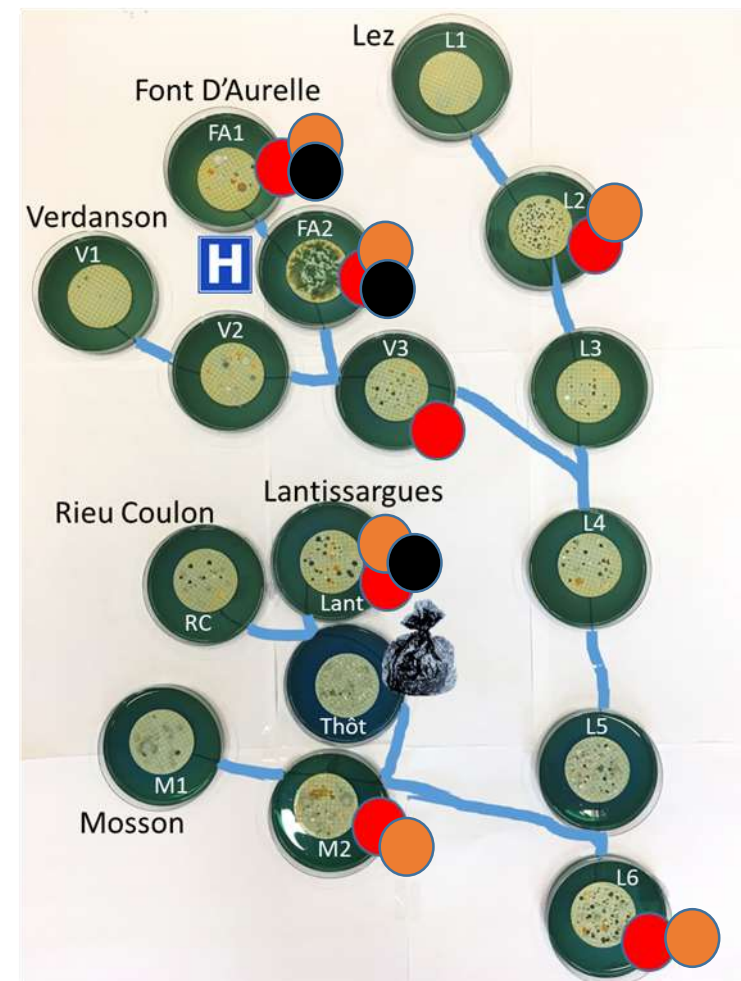 Lez
L1
Font D'Aurelle
FA1
L2
Verdanson
FA2
V1
H
V2
V3
L3
Lantissargues
Rieu Coulon
L4
Lant
RC
Thôt
L5
M1
Mosson
M2
L6